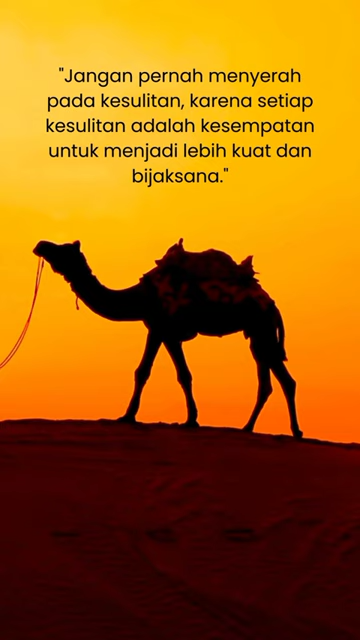 "Jangan pernah menyerah
pada kesulitan, karena setiap
kesulitan adalah kesempatan
untuk menjadi lebih kuat dan
bijaksana."